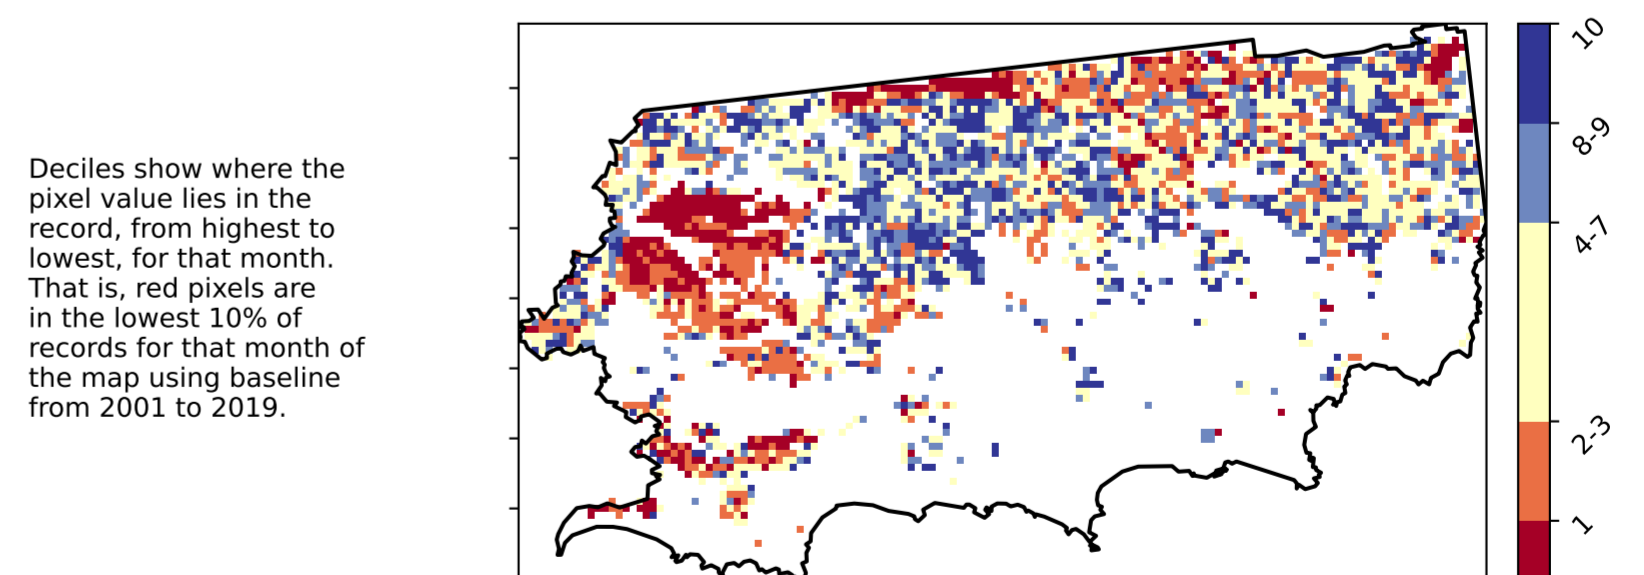 Deciles show where the
pixel value lies in the
record, from highest to
lowest, for that month.
That is, red pixels are
in the lowest 10% of
records for that month of
the map using baseline
from 2001 to 2019.
10
8-9
4-7
2-3
1